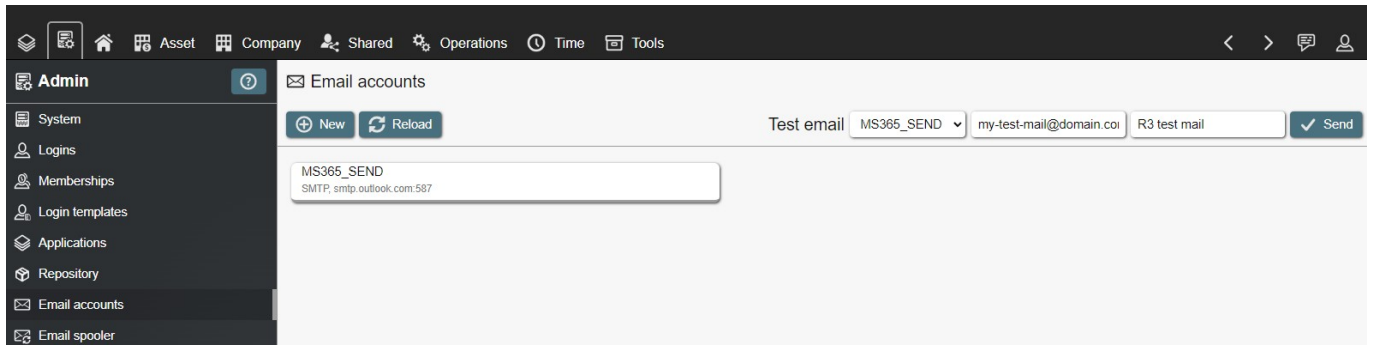 Asset Company Shared Operations Time Tools
Admin
System
Logins
Memberships
Login templates
Applications
Repository
Email accounts
Email spooler
Email accounts
New Reload Test email MS365_SEND my-test-mail@domain.co R3 test mail Send
MS365_SEND
SMTP, smtp.outlook.com:587